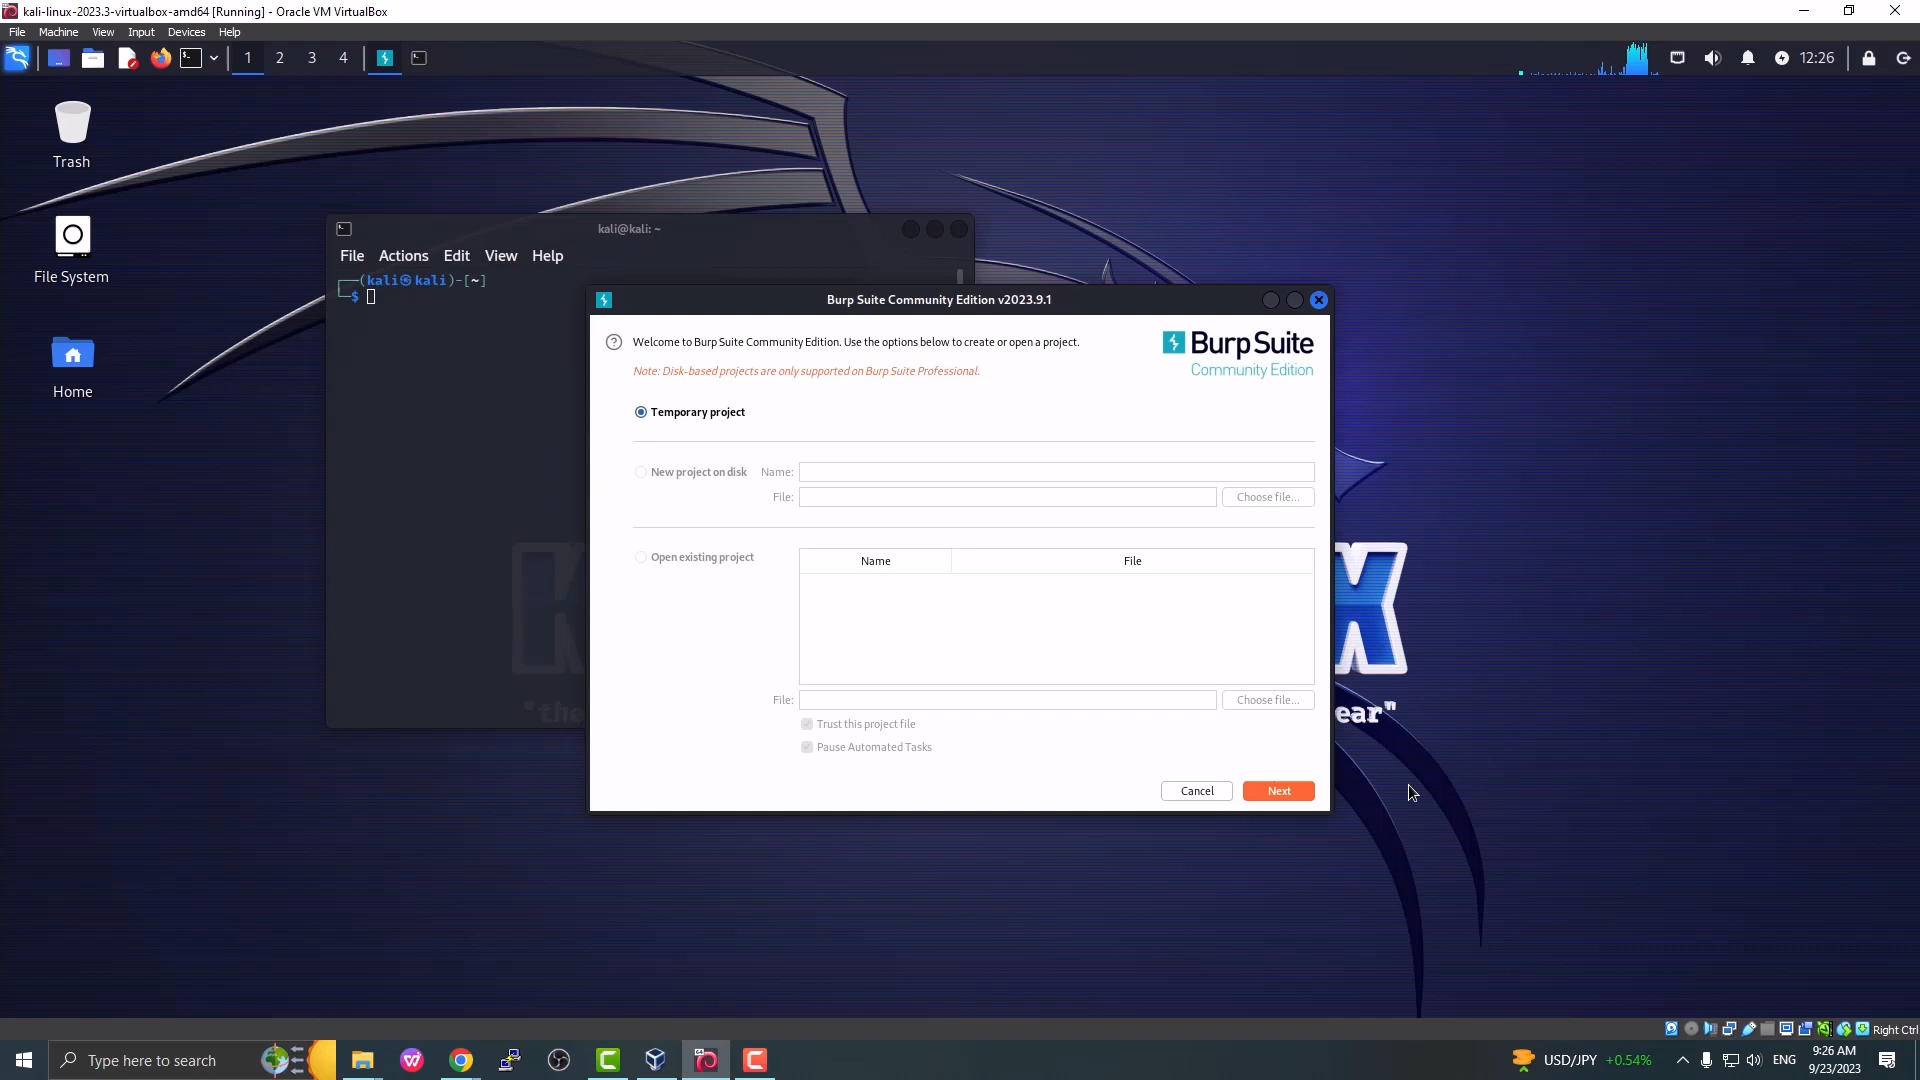 kali-linux-2023.3-virtualbox-amd64 [Running] - Oracle VM VirtualBox
File Machine View Input Devices Help
1 2 3 4
12:26
Trash
File System
Home
kali@kali: ~
File Actions Edit View Help
(kali㉿kali)-[~]
$
Burp Suite Community Edition v2023.9.1
Welcome to Burp Suite Community Edition. Use the options below to create or open a project.
Note: Disk-based projects are only supported on Burp Suite Professional.
Burp Suite
Community Edition
Temporary project
New project on disk Name:
File: Choose file...
Open existing project Name File
File: Choose file...
Trust this project file
Pause Automated Tasks
Cancel Next
K X
"the ear"
Right Ctrl
Type here to search
USD/JPY +0.54%
ENG
9:26 AM
9/23/2023